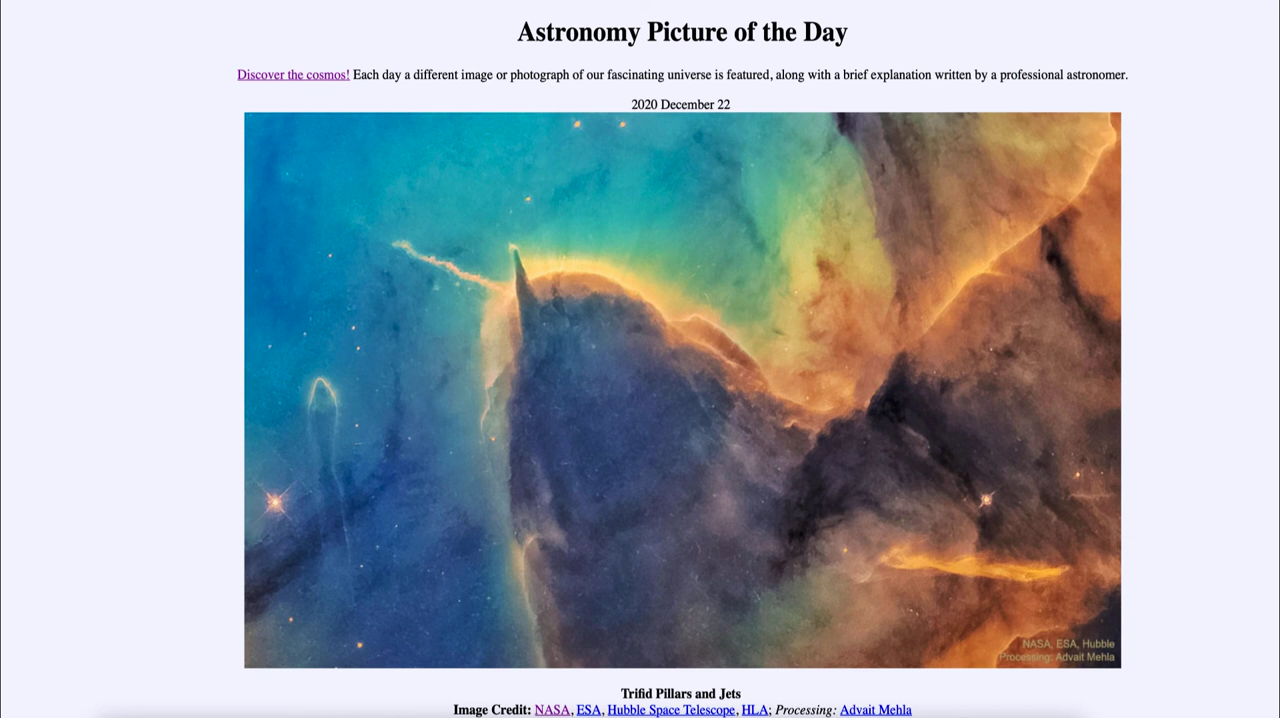 Astronomy Picture of the Day
Discover the cosmos! Each day a different image or photograph of our fascinating universe is featured, along with a brief explanation written by a professional astronomer.
2020 December 22
NASA, ESA, Hubble
Processing: Advait Mehla
Trifid Pillars and Jets
Image Credit: NASA, ESA, Hubble Space Telescope, HLA; Processing: Advait Mehla